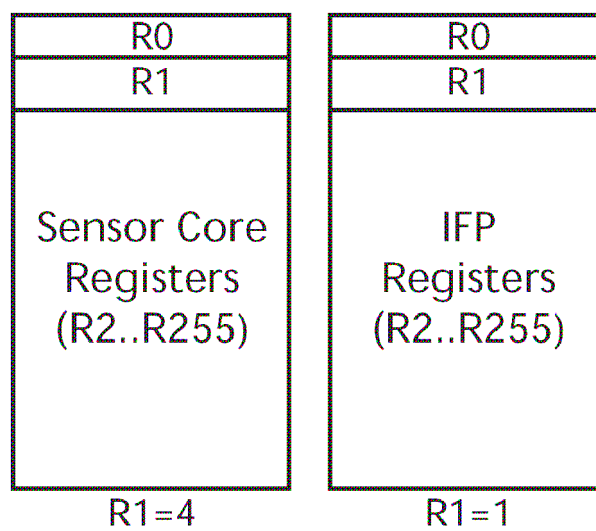 R0
R1
Sensor Core
Registers
(R2..R255)
R1=4
R0
R1
IFP
Registers
(R2..R255)
R1=1